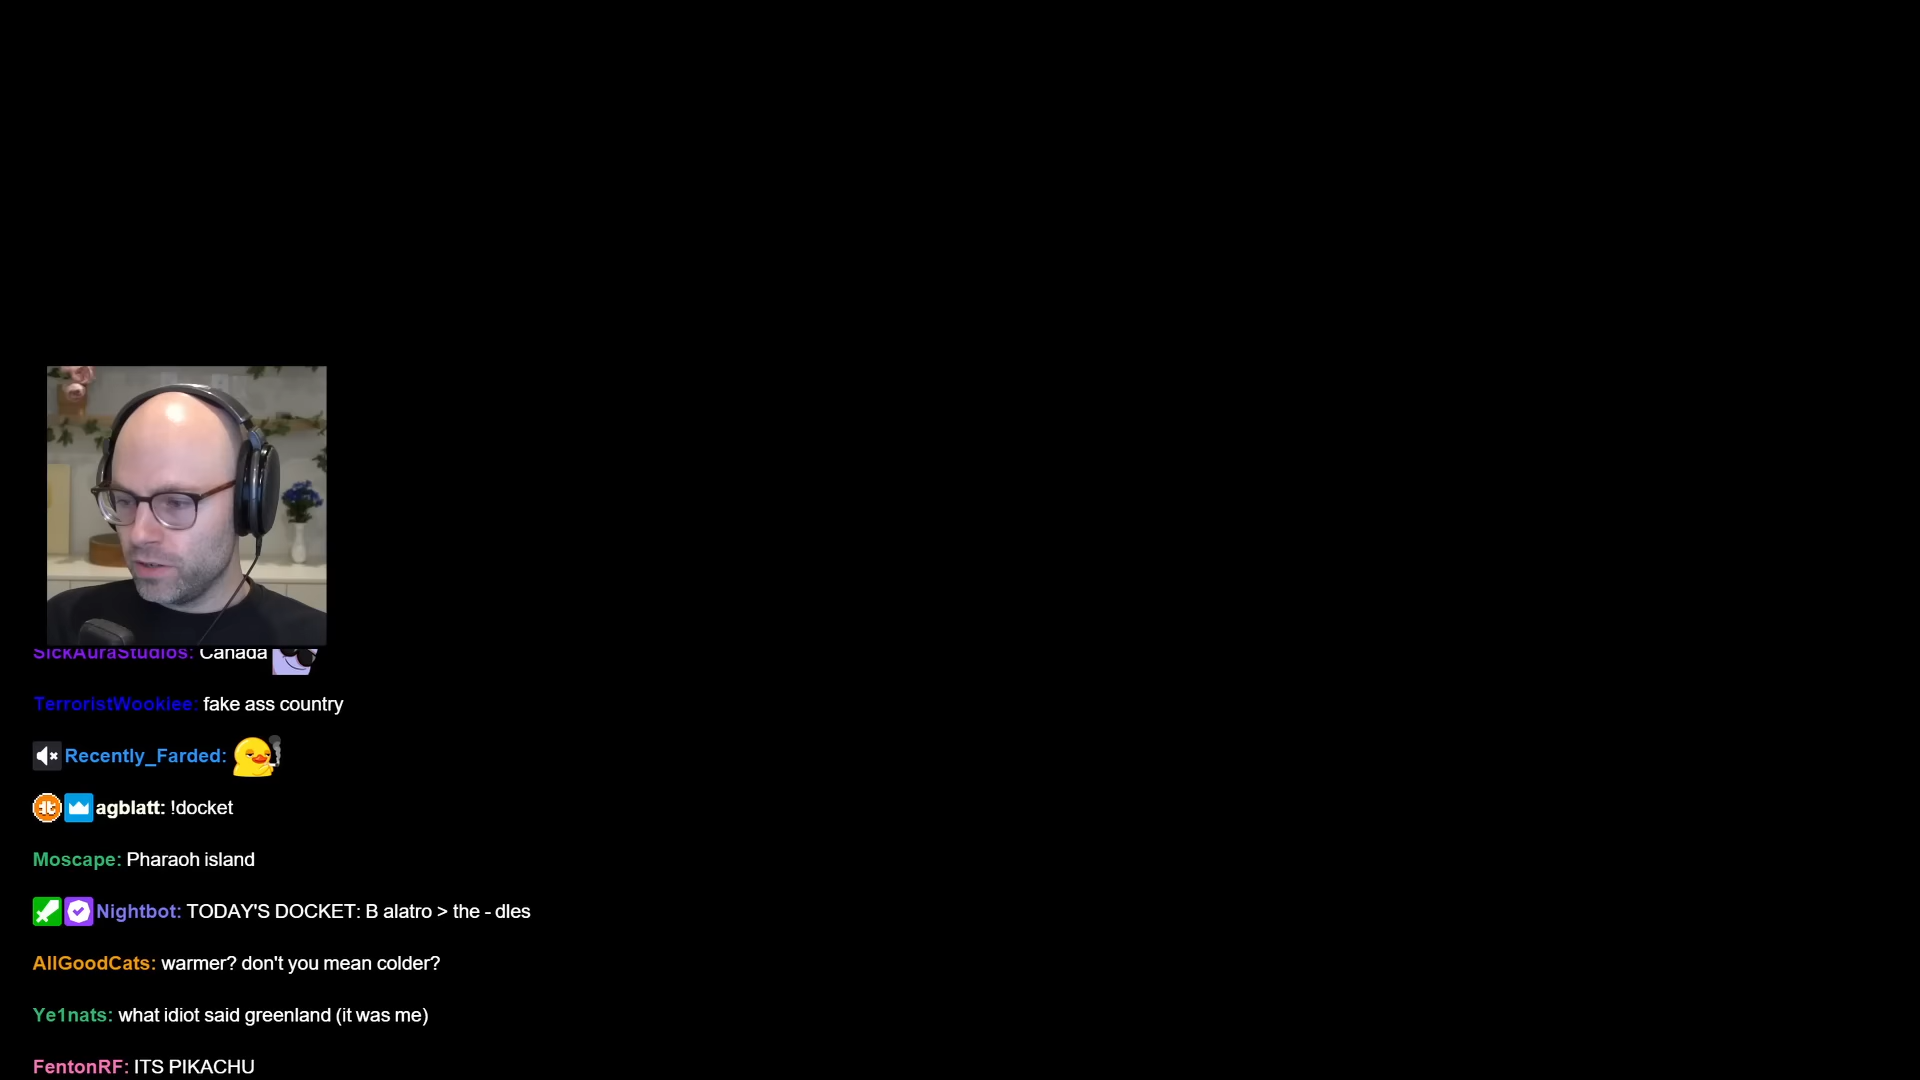 SickAuraStudios: Canada
TerroristWookiee: fake ass country
Recently_Farded:
agblatt: !docket
Moscape: Pharaoh island
Nightbot: TODAY'S DOCKET: B alatro > the - dles
AllGoodCats: warmer? don't you mean colder?
Ye1nats: what idiot said greenland (it was me)
FentonRF: ITS PIKACHU